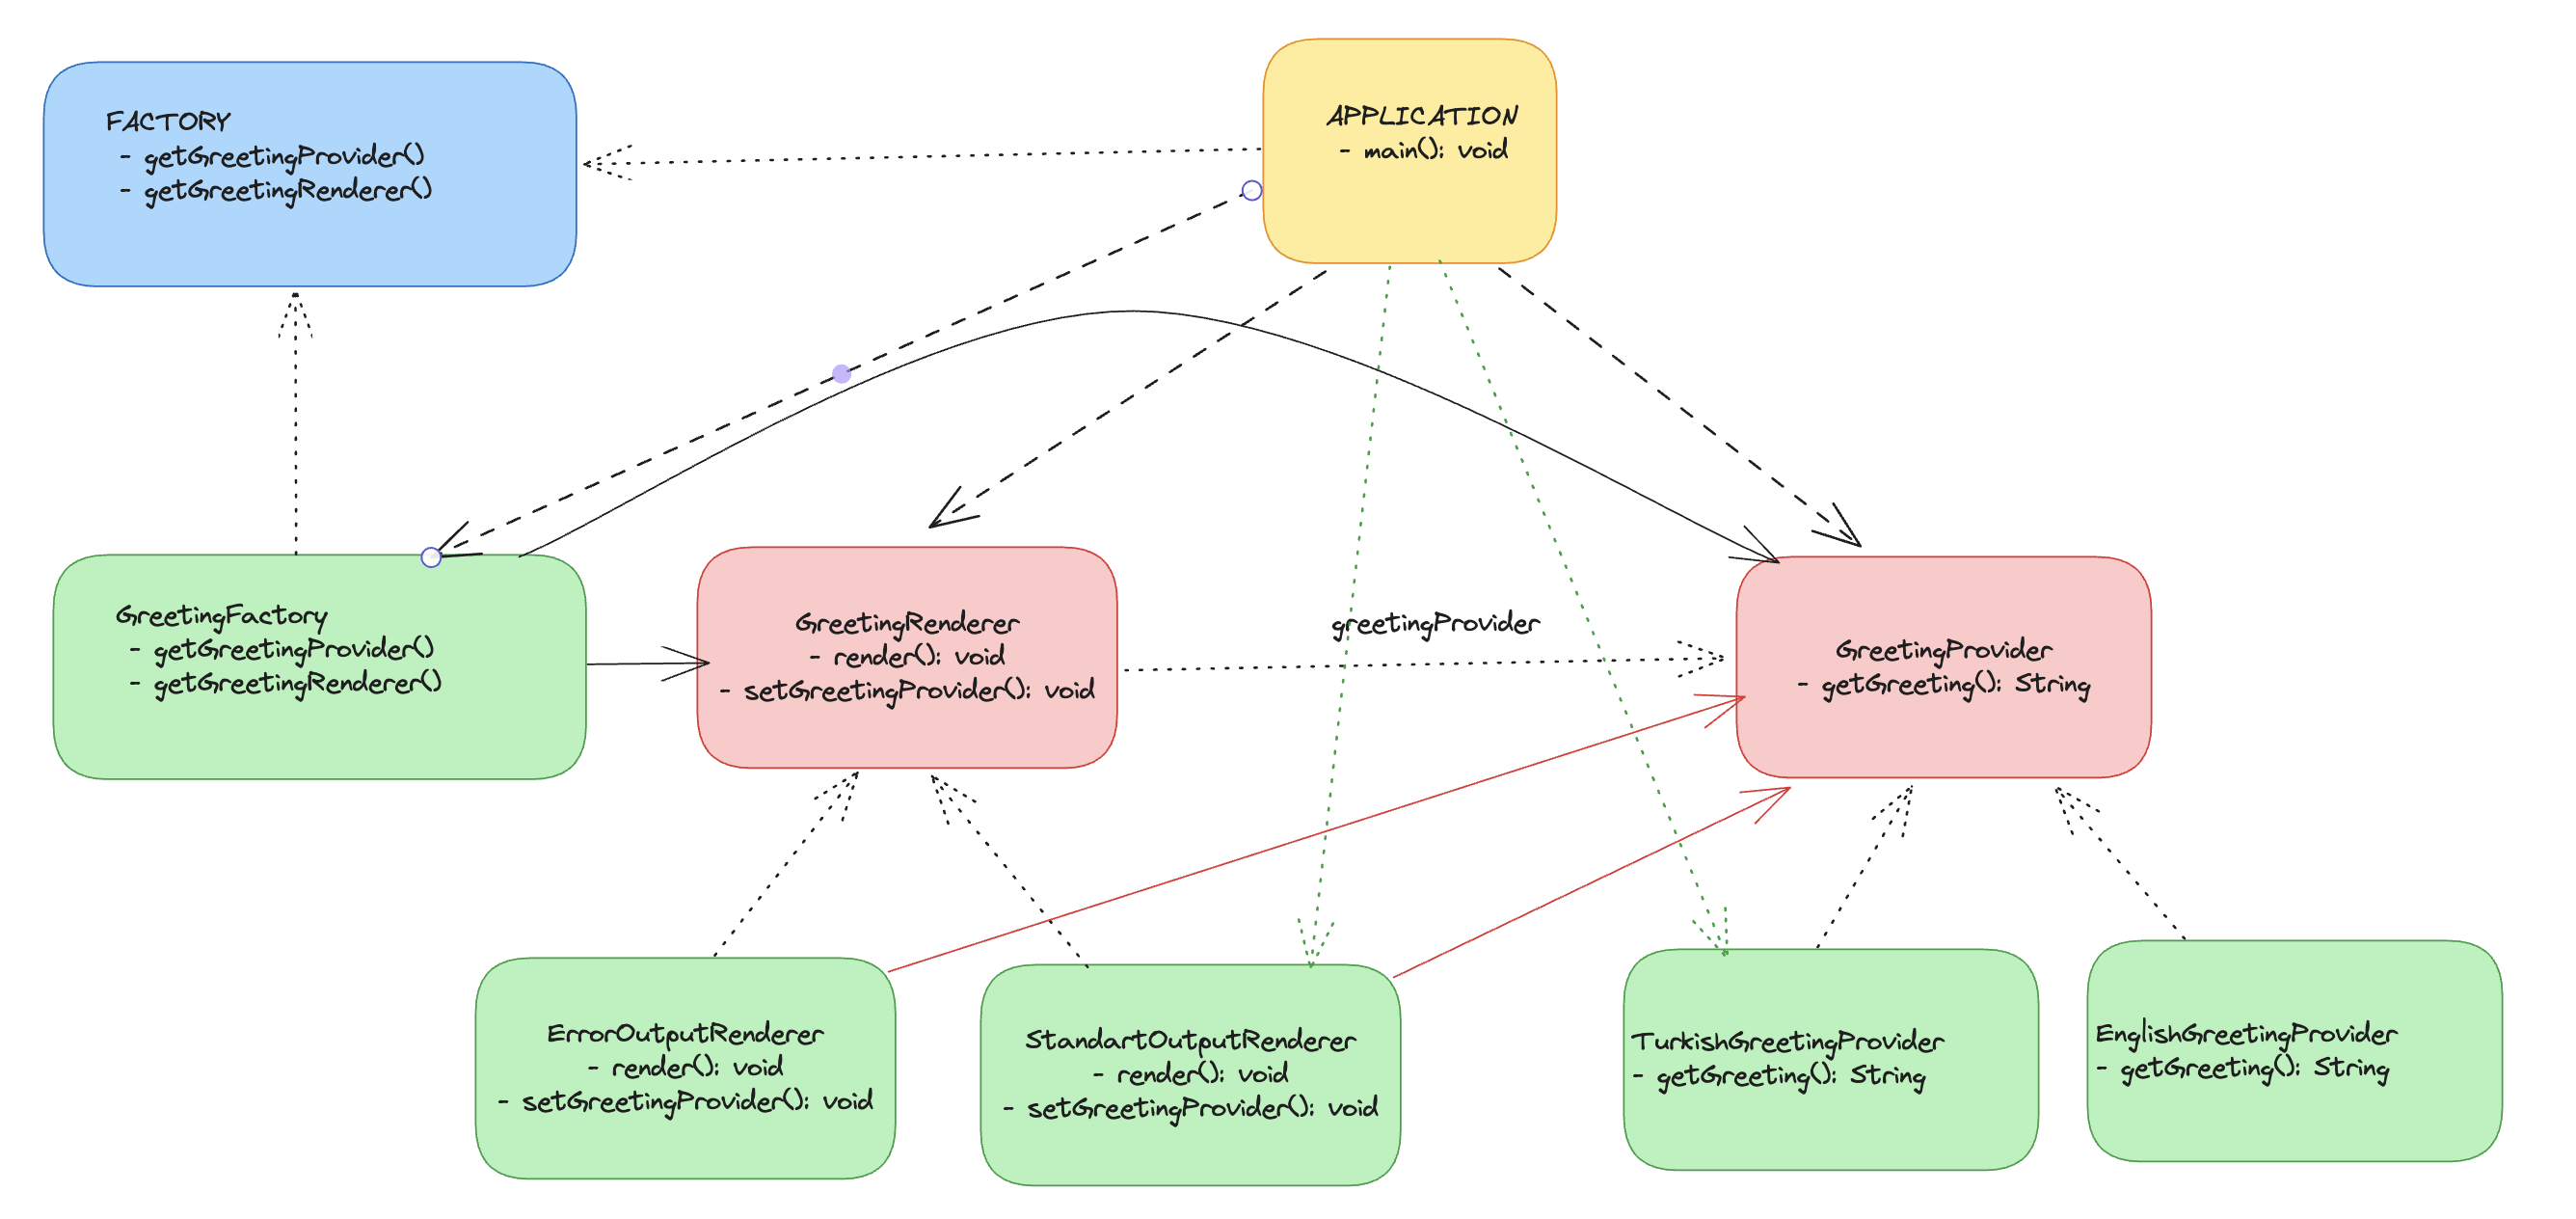 FACTORY
- getGreetingProvider()
- getGreetingRenderer()
APPLICATION
- main(): void
GreetingFactory
- getGreetingProvider()
- getGreetingRenderer()
GreetingRenderer
- render(): void
- setGreetingProvider(): void
greetingProvider
GreetingProvider
- getGreeting(): String
ErrorOutputRenderer
- render(): void
- setGreetingProvider(): void
StandartOutputRenderer
- render(): void
- setGreetingProvider(): void
TurkishGreetingProvider
- getGreeting(): String
EnglishGreetingProvider
- getGreeting(): String